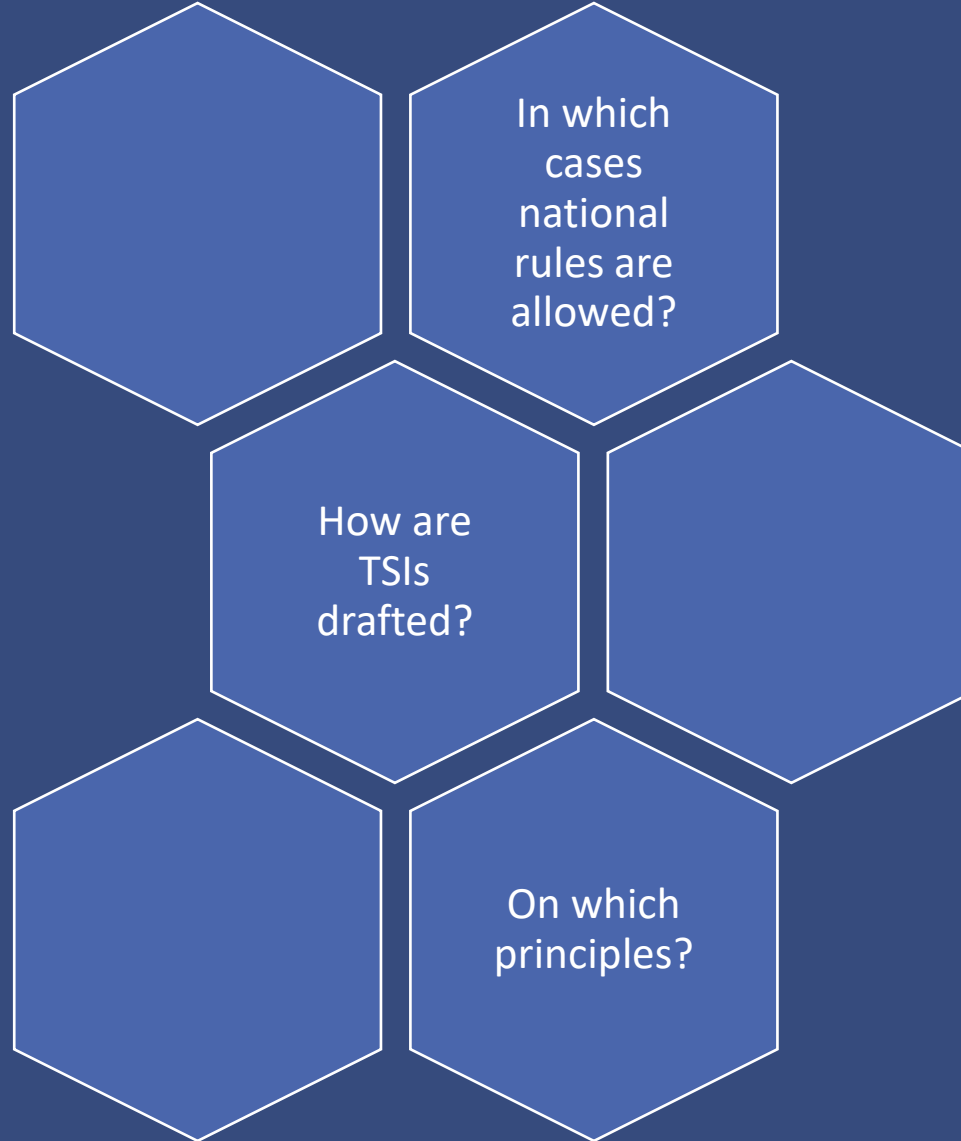 In which
cases
national
rules are
allowed?
How are
TSIs
drafted?
On which
principles?